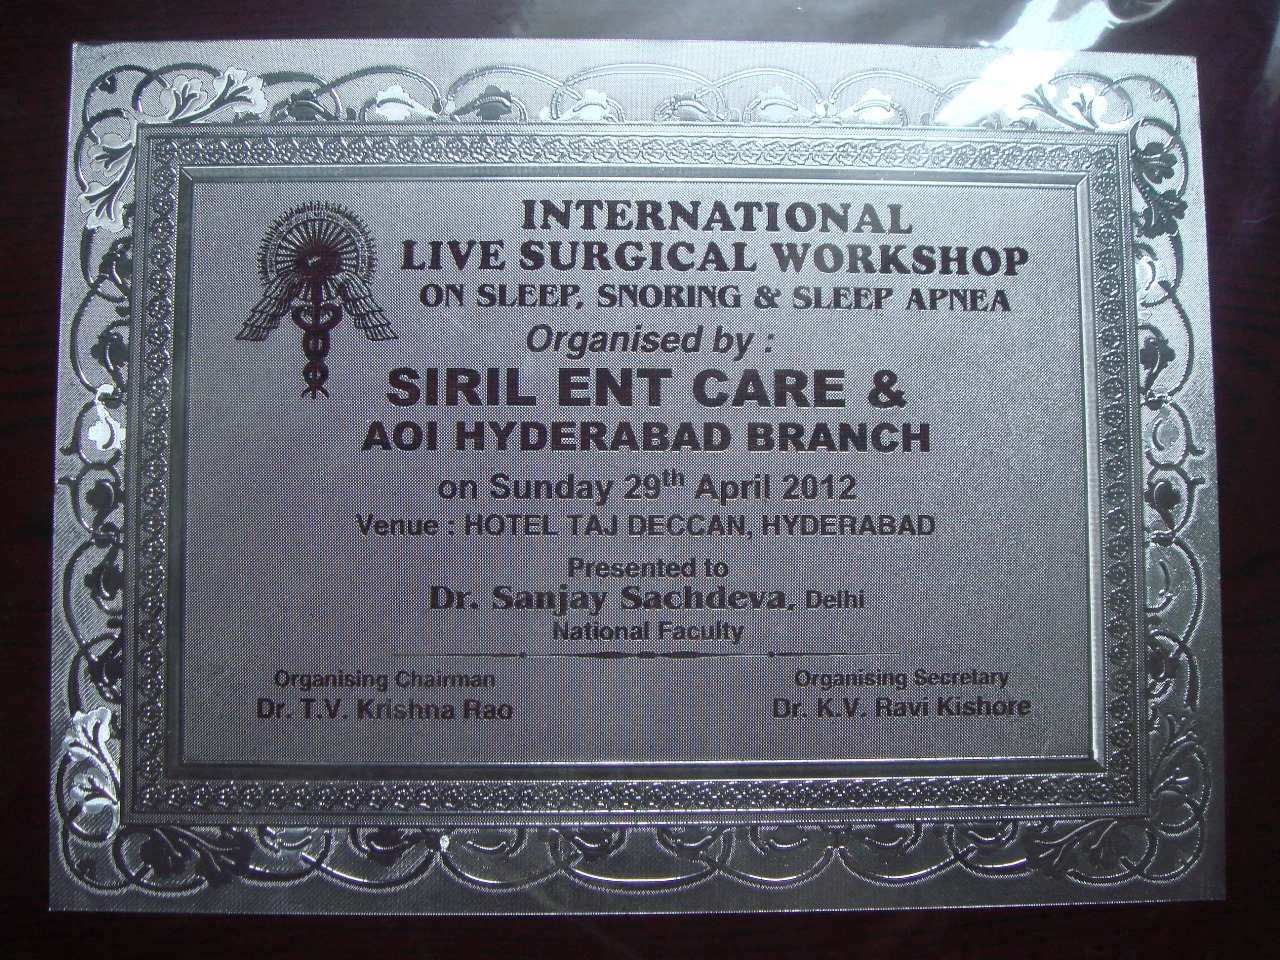 INTERNATIONAL
LIVE SURGICAL WORKSHOP
ON SLEEP, SNORING & SLEEP APNEA
Organised by :
SIRIL ENT CARE &
AOI HYDERABAD BRANCH
on Sunday 29th April 2012
Venue : HOTEL TAJ DECCAN, HYDERABAD
Presented to
Dr. Sanjay Sachdeva, Delhi
National Faculty
Organising Chairman
Dr. T.V. Krishna Rao
Organising Secretary
Dr. K.V. Ravi Kishore